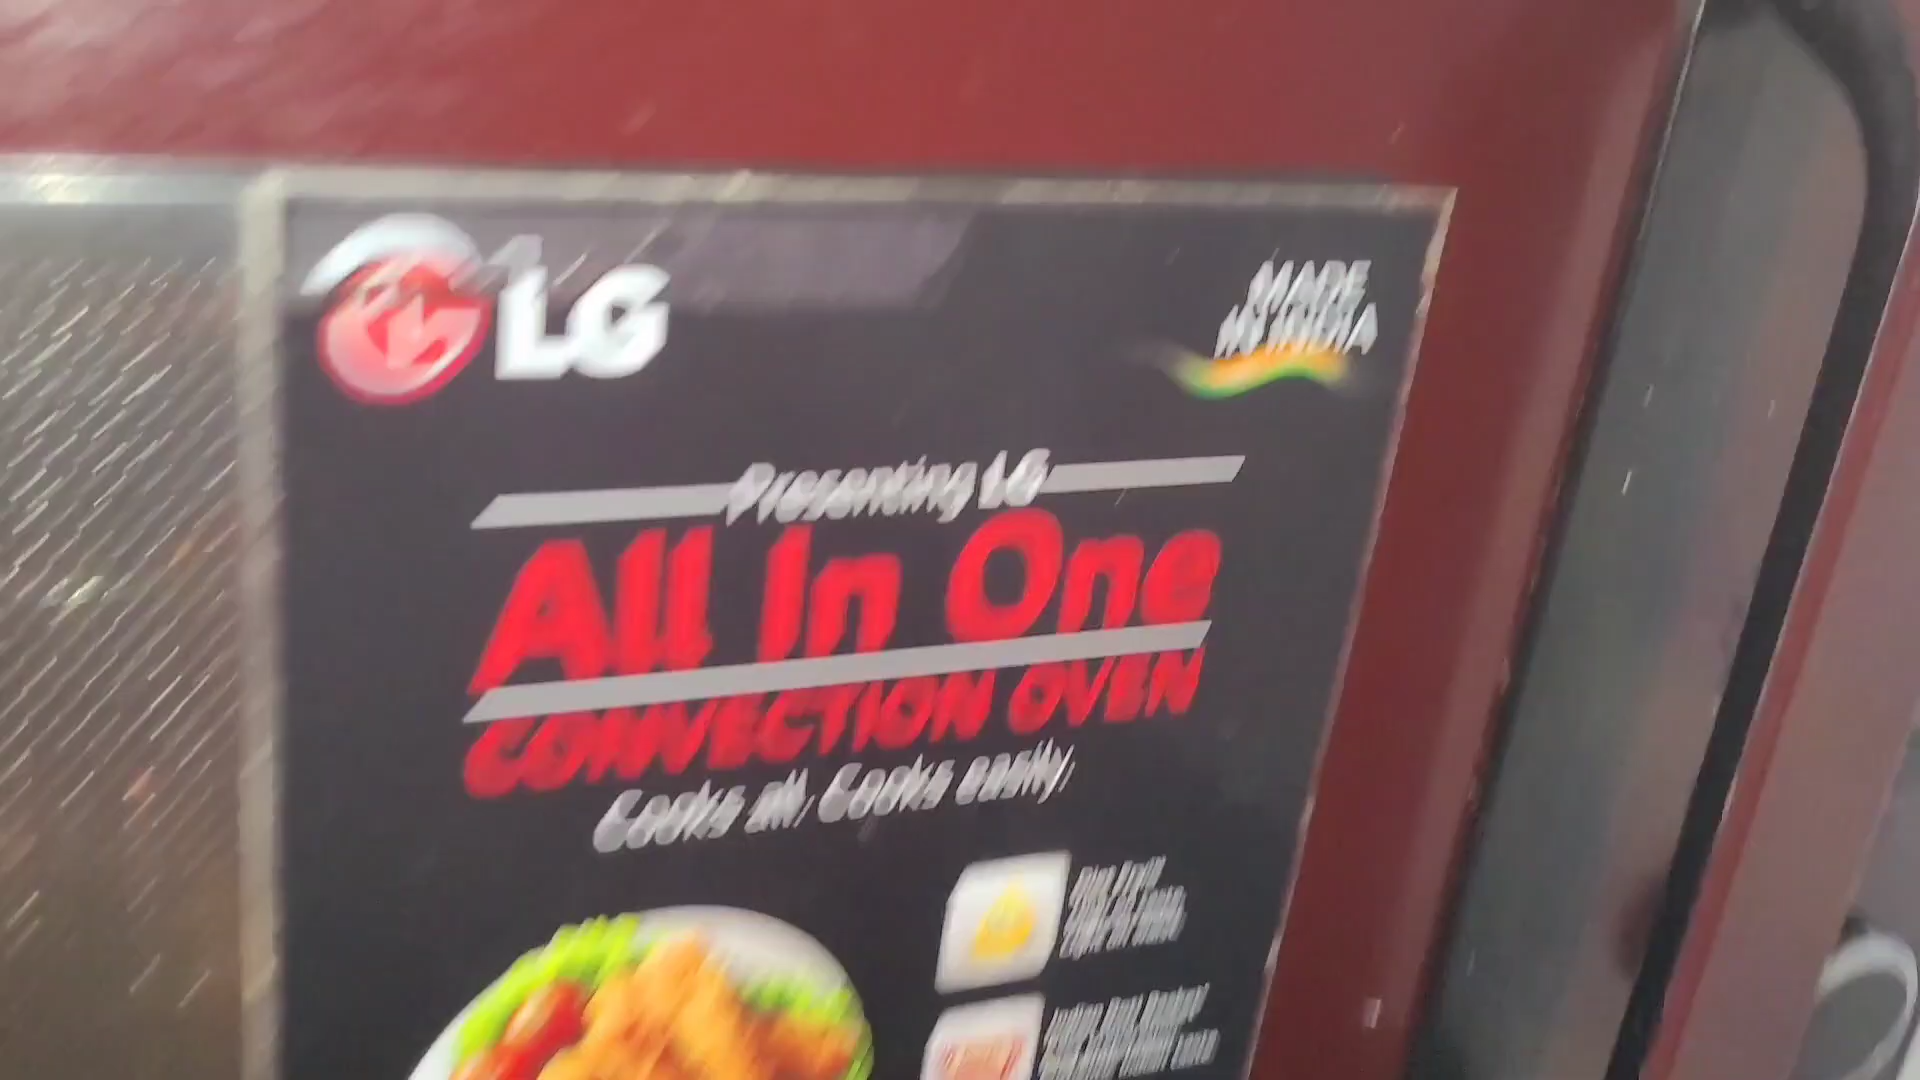 LG
MADE
IN INDIA
Presenting LG
All In One
CONVECTION OVEN
Cooks all, Cooks easily,